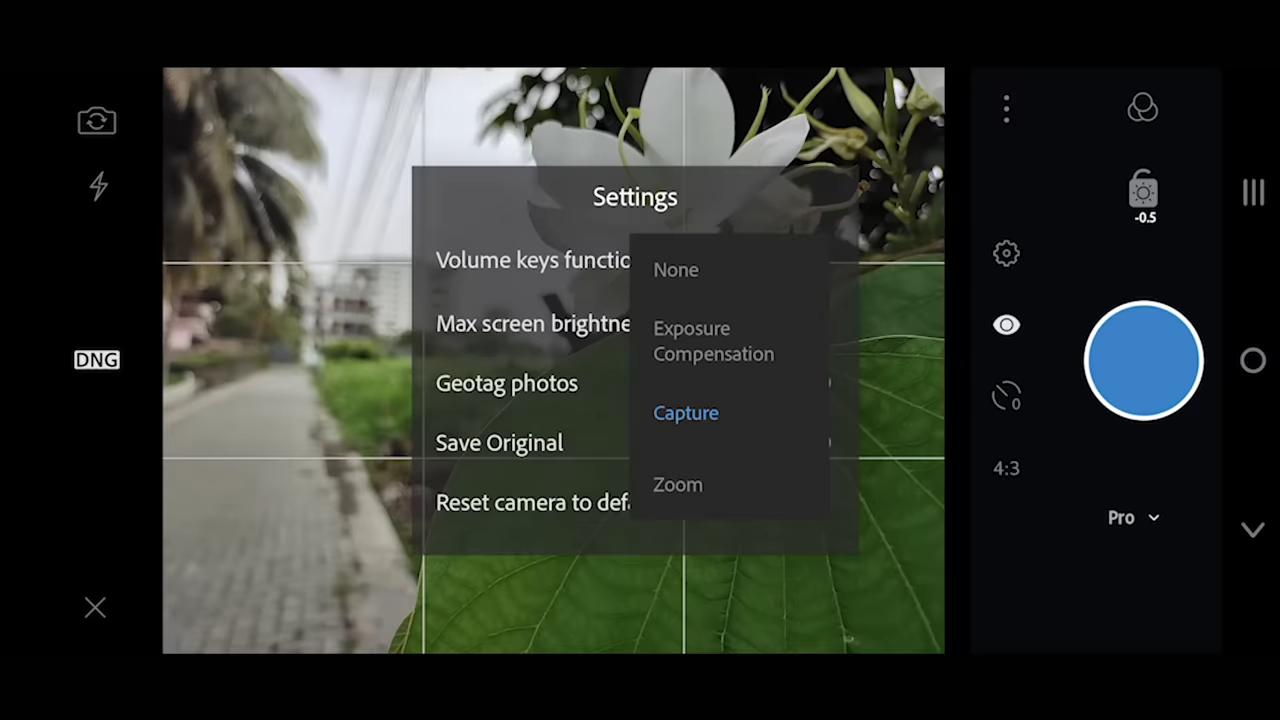 Settings
Volume keys functio
None
Exposure
Compensation
Max screen brightne
Geotag photos
Capture
Save Original
Zoom
Reset camera to def
DNG
-0.5
0
4:3
Pro